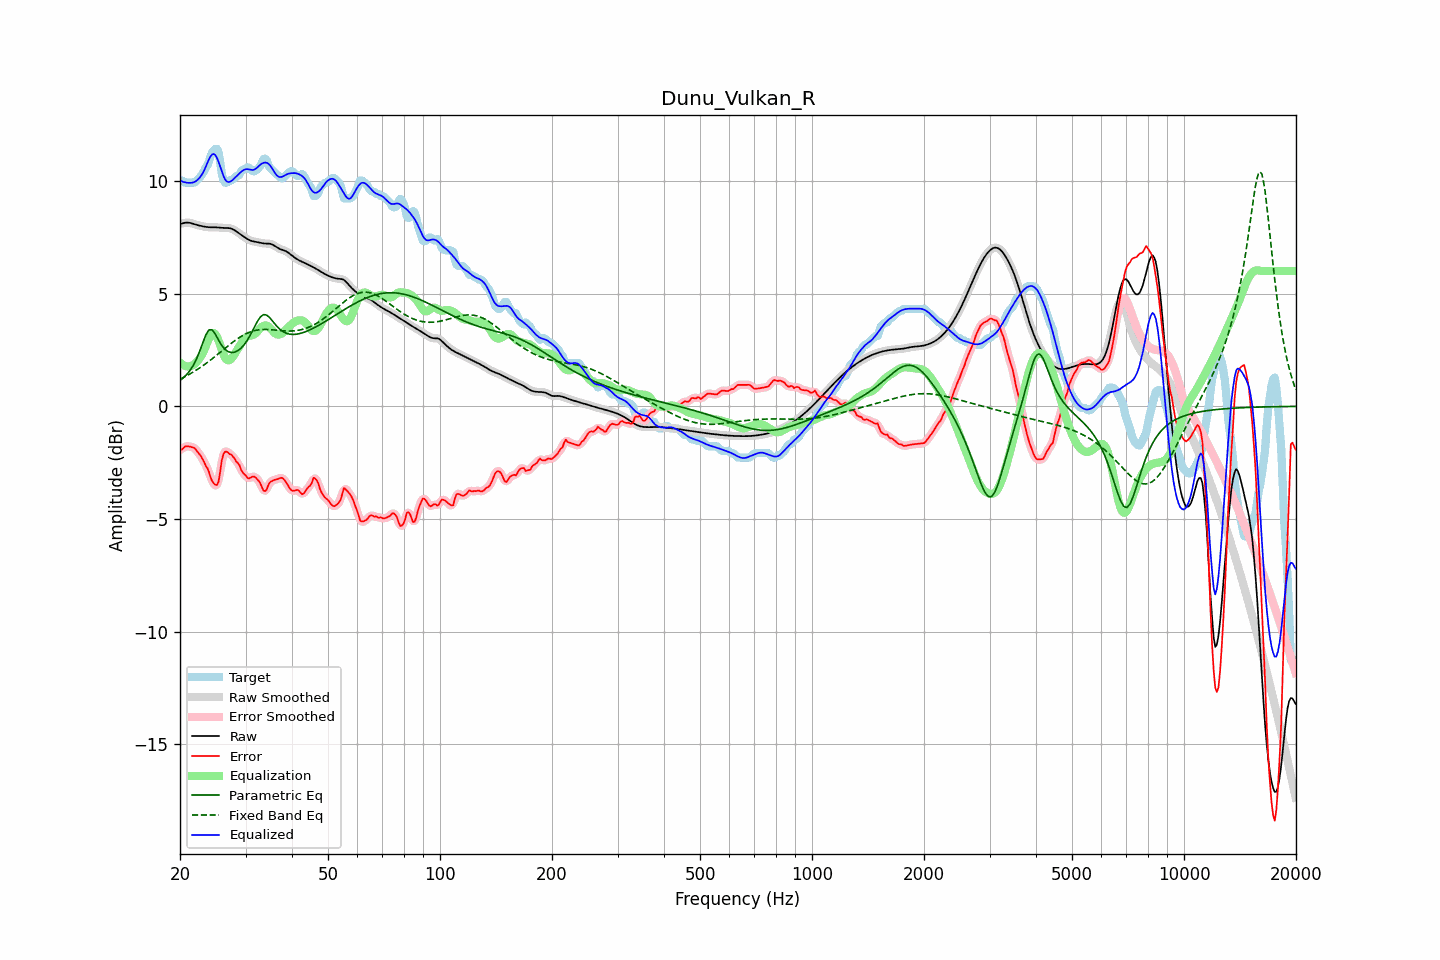 Dunu_Vulkan_R
Amplitude (dBr)
10
5
0
−5
−10
−15
Target
Raw Smoothed
Error Smoothed
Raw
Error
Equalization
Parametric Eq
Fixed Band Eq
Equalized
20 50 100 200 500 1000 2000 5000 10000 20000
Frequency (Hz)